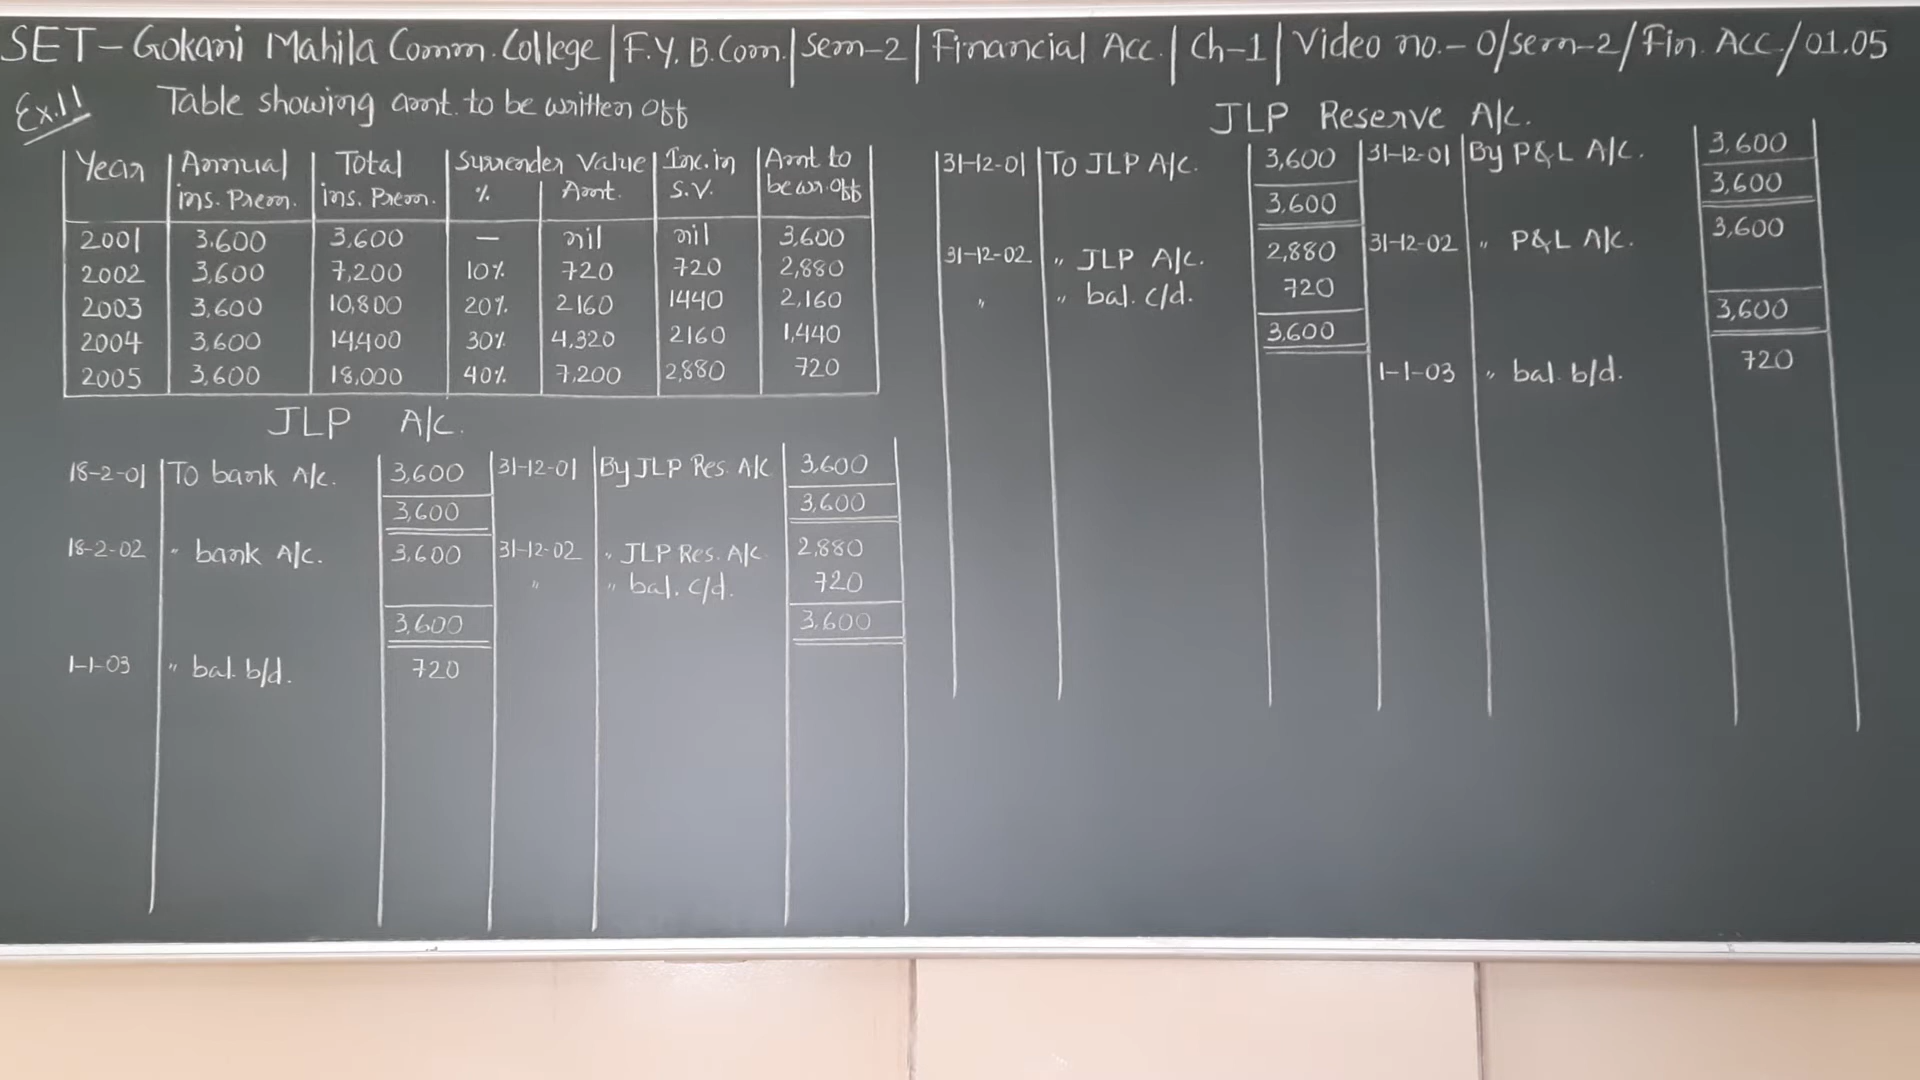 SET - Gokani Mahila Comm. College | F.Y. B.Com. | Sem-2 | Financial Acc. | Ch-1 | Video no. - 0/sem-2/Fin. Acc/01.05
Ex.11 Table showing amt. to be written off
Year | Annual ins. Prem. | Total ins. Prem. | Surrender Value % | Amt. | Inc. in S.V. | Amt to be wr. off
2001 | 3,600 | 3,600 | — | nil | nil | 3,600
2002 | 3,600 | 7,200 | 10% | 720 | 720 | 2,880
2003 | 3,600 | 10,800 | 20% | 2160 | 1440 | 2,160
2004 | 3,600 | 14,400 | 30% | 4,320 | 2160 | 1,440
2005 | 3,600 | 18,000 | 40% | 7,200 | 2,880 | 720
JLP A/c.
18-2-01 | To bank A/c. | 3,600 | 31-12-01 | By JLP Res. A/c | 3,600
3,600 | 3,600
18-2-02 | " bank A/c. | 3,600 | 31-12-02 | " JLP Res. A/c. | 2,880
" | " bal. c/d. | 720
3,600 | 3,600
1-1-03 | " bal. b/d. | 720
JLP Reserve A/c.
31-12-01 | To JLP A/c. | 3,600 | 31-12-01 | By P&L A/c. | 3,600
3,600 | 3,600
31-12-02 | " JLP A/c. | 2,880 | 31-12-02 | " P&L A/c. | 3,600
" | " bal. c/d. | 720
3,600 | 3,600
1-1-03 | " bal. b/d. | 720